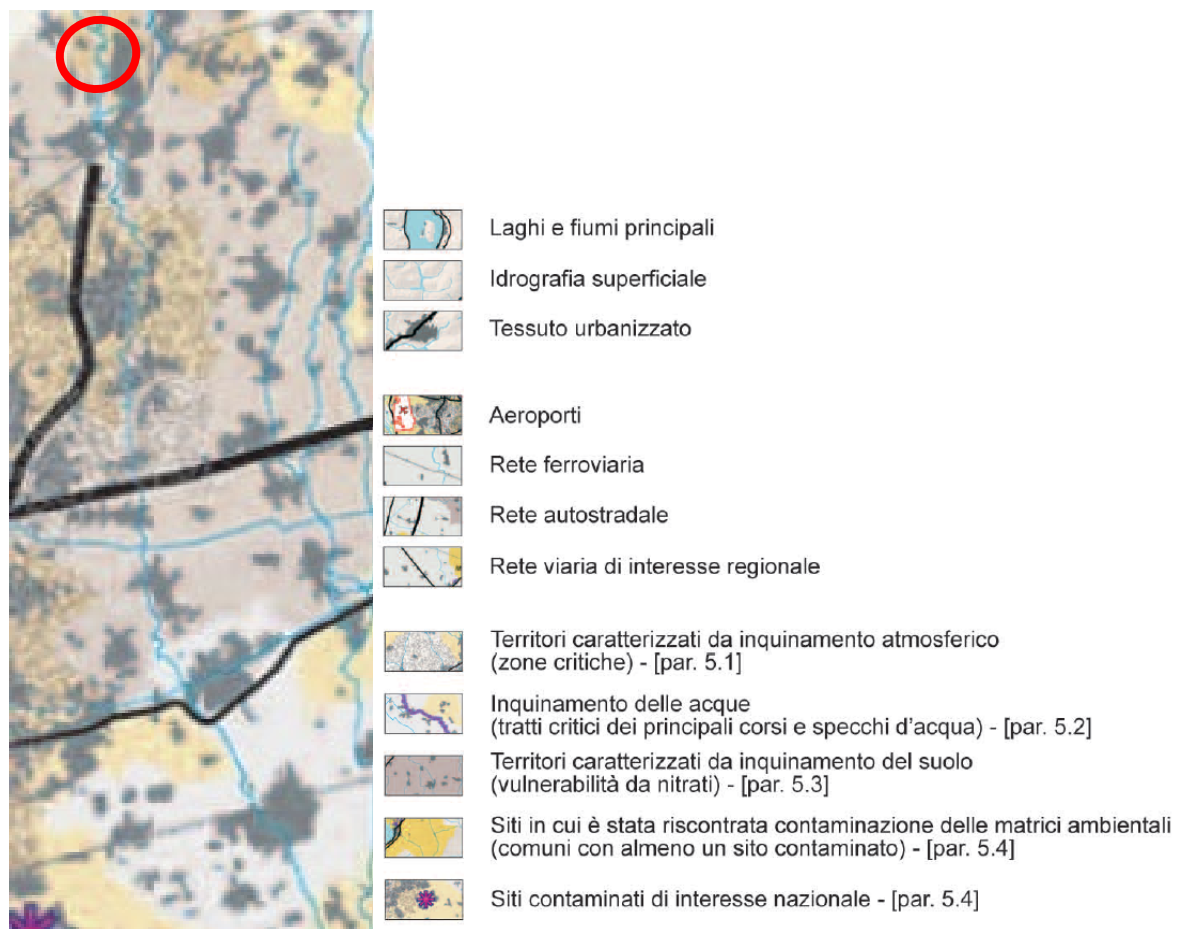 Laghi e fiumi principali
Idrografia superficiale
Tessuto urbanizzato
Aeroporti
Rete ferroviaria
Rete autostradale
Rete viaria di interesse regionale
Territori caratterizzati da inquinamento atmosferico
(zone critiche) - [par. 5.1]
Inquinamento delle acque
(tratti critici dei principali corsi e specchi d'acqua) - [par. 5.2]
Territori caratterizzati da inquinamento del suolo
(vulnerabilità da nitrati) - [par. 5.3]
Siti in cui è stata riscontrata contaminazione delle matrici ambientali
(comuni con almeno un sito contaminato) - [par. 5.4]
Siti contaminati di interesse nazionale - [par. 5.4]